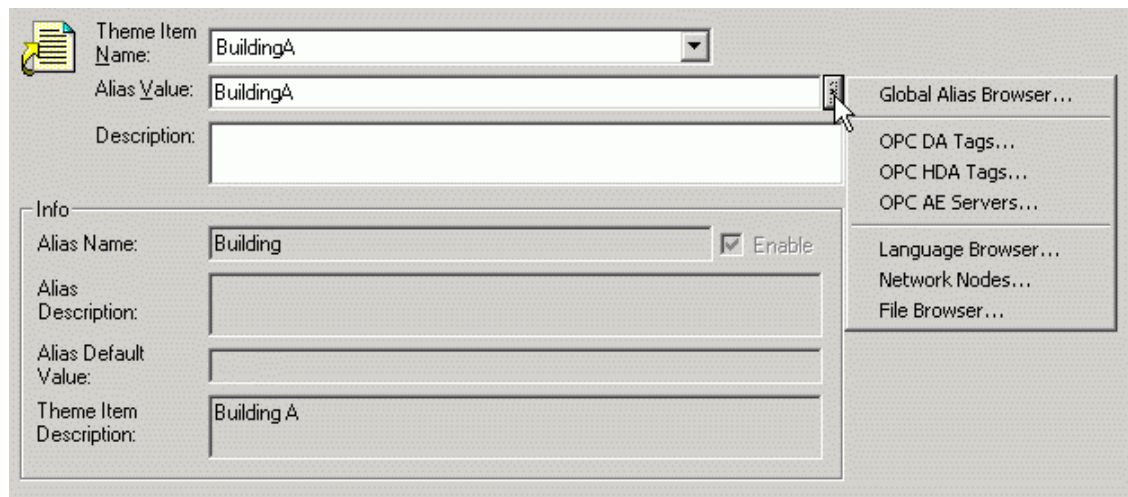 Theme Item
Name:
BuildingA
Alias Value:
BuildingA
Description:
Global Alias Browser...
OPC DA Tags...
OPC HDA Tags...
OPC AE Servers...
Language Browser...
Network Nodes...
File Browser...
Info
Alias Name:
Building
Enable
Alias
Description:
Alias Default
Value:
Theme Item
Description:
Building A